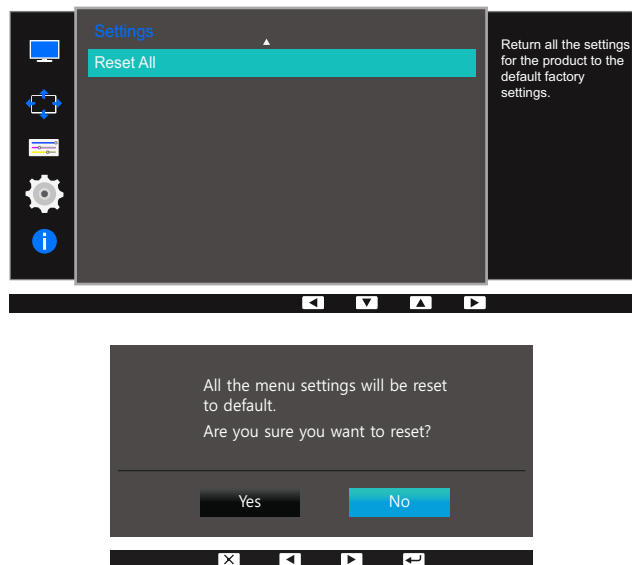 Settings
Reset All
Return all the settings
for the product to the
default factory
settings.
All the menu settings will be reset
to default.
Are you sure you want to reset?
Yes
No